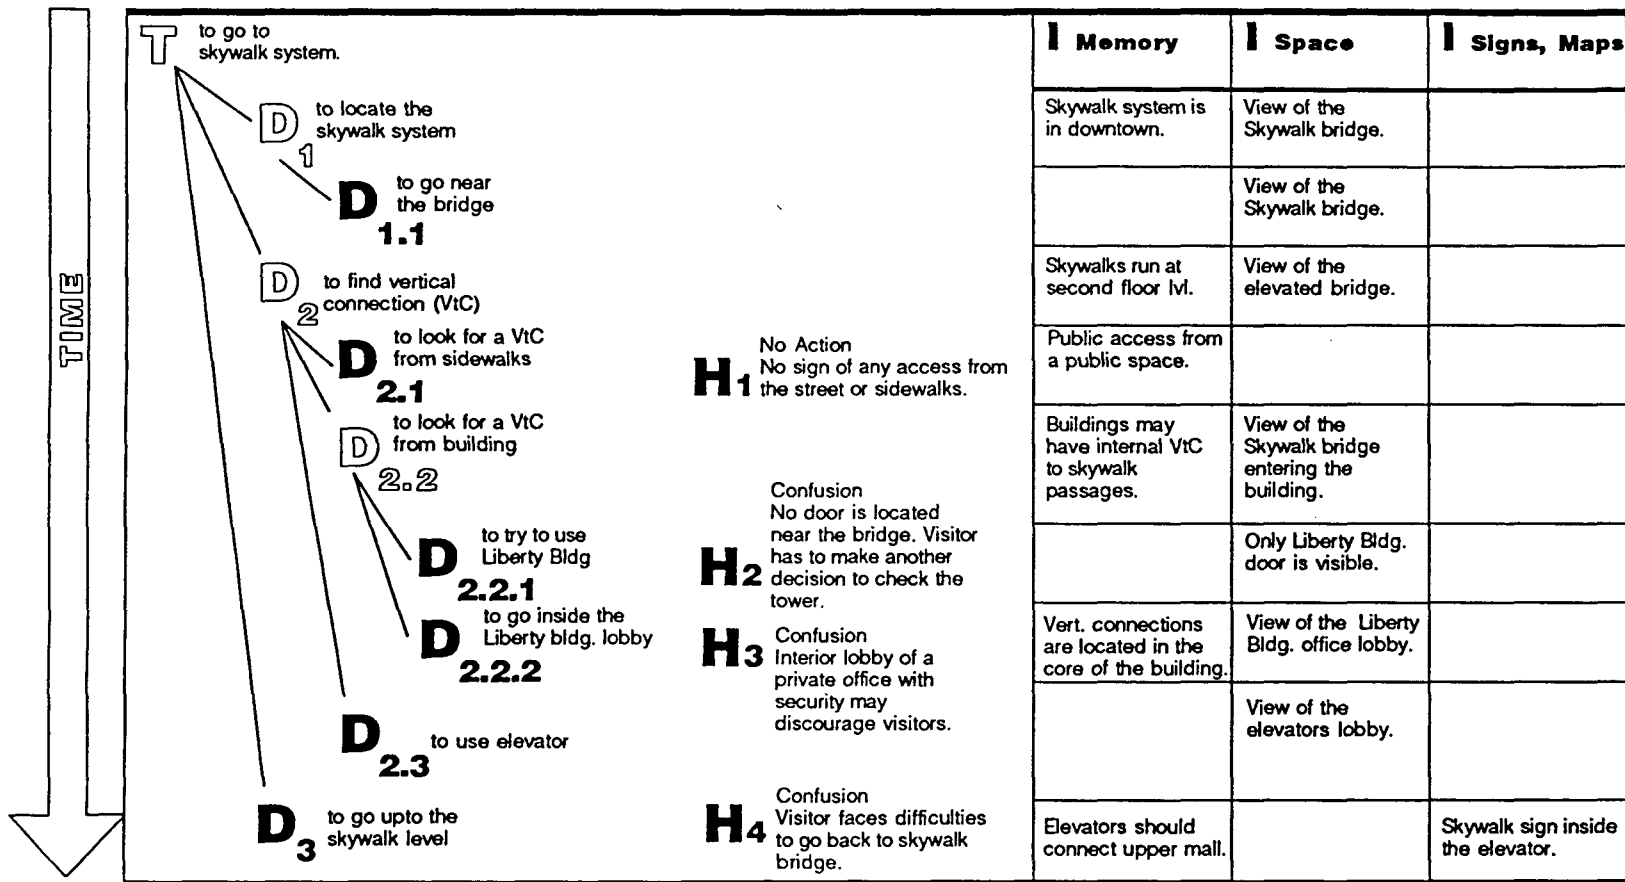 TIME
T to go to
skywalk system.
I Memory
I Space
I Signs, Maps
D1 to locate the
skywalk system
Skywalk system is
in downtown.
View of the
Skywalk bridge.
D1.1 to go near
the bridge
View of the
Skywalk bridge.
D2 to find vertical
connection (VtC)
Skywalks run at
second floor lvl.
View of the
elevated bridge.
D2.1 to look for a VtC
from sidewalks
H1 No Action
No sign of any access from
the street or sidewalks.
Public access from
a public space.
D2.2 to look for a VtC
from building
Buildings may
have internal VtC
to skywalk
passages.
View of the
Skywalk bridge
entering the
building.
D2.2.1 to try to use
Liberty Bldg
H2 Confusion
No door is located
near the bridge. Visitor
has to make another
decision to check the
tower.
Only Liberty Bldg.
door is visible.
D2.2.2 to go inside the
Liberty bldg. lobby
H3 Confusion
Interior lobby of a
private office with
security may
discourage visitors.
Vert. connections
are located in the
core of the building.
View of the Liberty
Bldg. office lobby.
D2.3 to use elevator
View of the
elevators lobby.
D3 to go upto the
skywalk level
H4 Confusion
Visitor faces difficulties
to go back to skywalk
bridge.
Elevators should
connect upper mall.
Skywalk sign inside
the elevator.